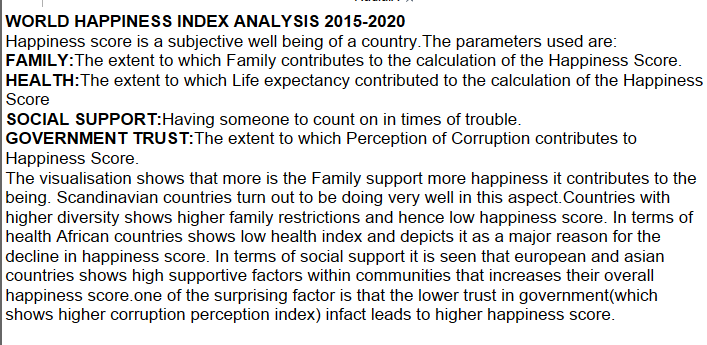 WORLD HAPPINESS INDEX ANALYSIS 2015-2020
Happiness score is a subjective well being of a country.The parameters used are:
FAMILY:The extent to which Family contributes to the calculation of the Happiness Score.
HEALTH:The extent to which Life expectancy contributed to the calculation of the Happiness
Score
SOCIAL SUPPORT:Having someone to count on in times of trouble.
GOVERNMENT TRUST:The extent to which Perception of Corruption contributes to
Happiness Score.
The visualisation shows that more is the Family support more happiness it contributes to the
being. Scandinavian countries turn out to be doing very well in this aspect.Countries with
higher diversity shows higher family restrictions and hence low happiness score. In terms of
health African countries shows low health index and depicts it as a major reason for the
decline in happiness score. In terms of social support it is seen that european and asian
countries shows high supportive factors within communities that increases their overall
happiness score.one of the surprising factor is that the lower trust in government(which
shows higher corruption perception index) infact leads to higher happiness score.